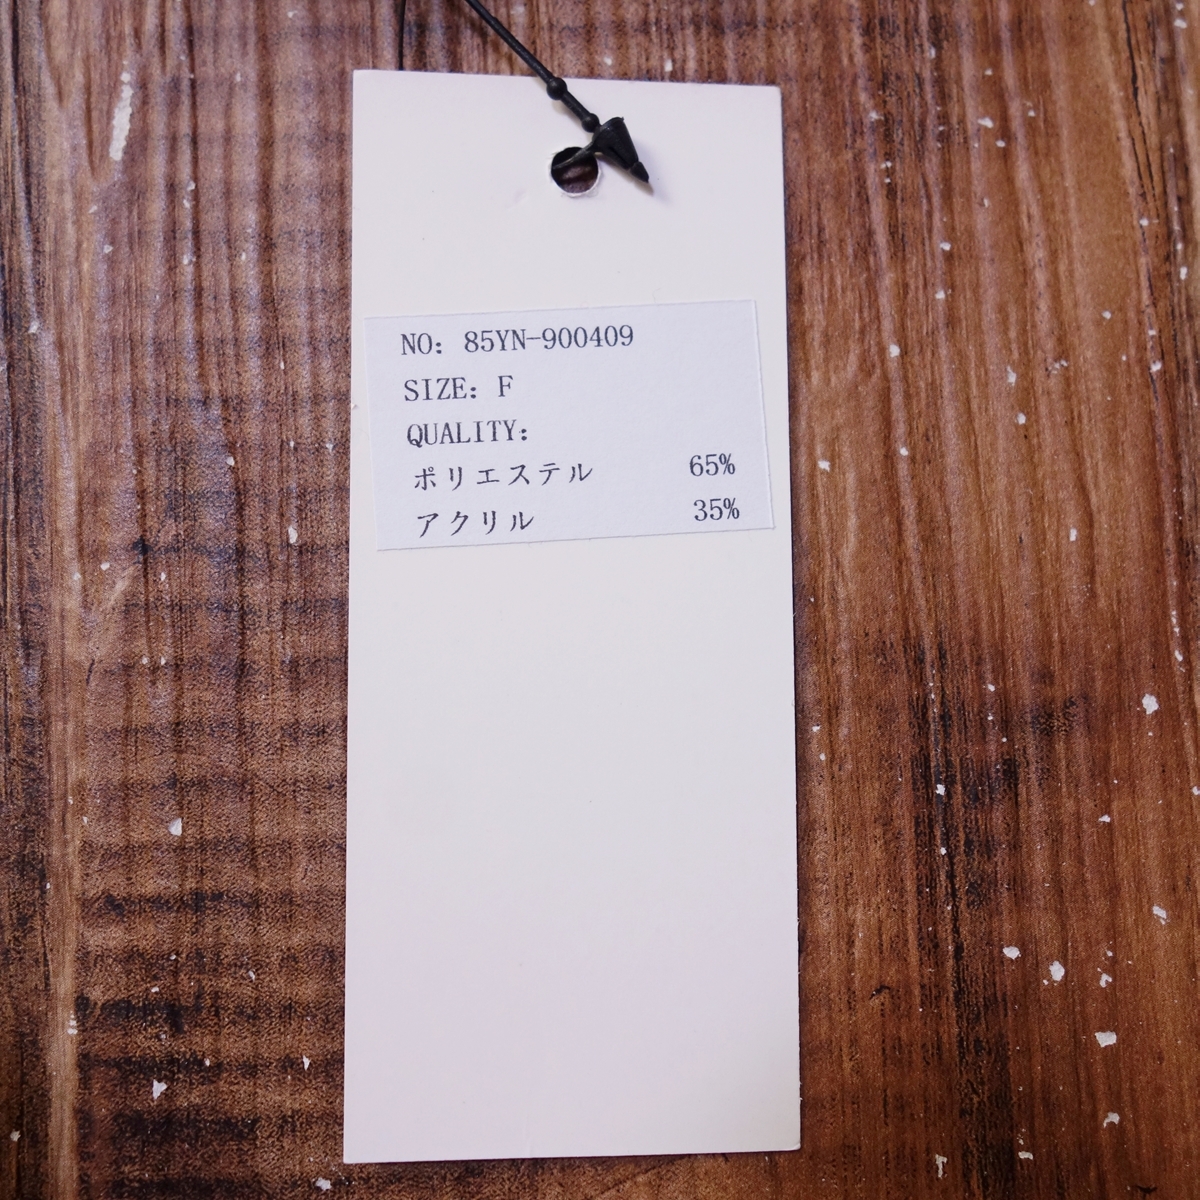 NO: 85YN-900409
SIZE: F
QUALITY:
ポリエステル 65%
アクリル 35%